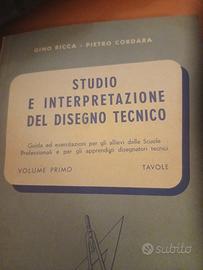 GINO RICCA - PIETRO CORDARA
STUDIO
E INTERPRETAZIONE
DEL DISEGNO TECNICO
Guida ed esercitazioni per gli allievi delle Scuole
Professionali e per gli apprendisti disegnatori tecnici
VOLUME PRIMO TAVOLE
subito